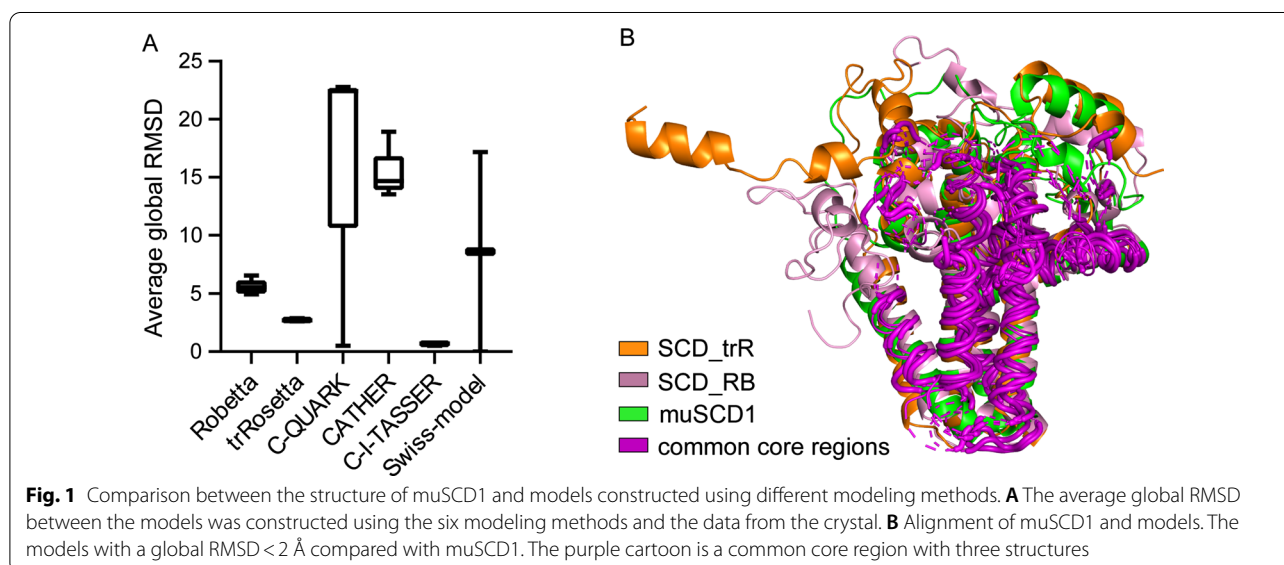 A
Average global RMSD
25
20
15
10
5
0
Robetta
trRosetta
C-QUARK
CATHER
C-I-TASSER
Swiss-model
B
SCD_trR
SCD_RB
muSCD1
common core regions
Fig. 1 Comparison between the structure of muSCD1 and models constructed using different modeling methods. A The average global RMSD
between the models was constructed using the six modeling methods and the data from the crystal. B Alignment of muSCD1 and models. The
models with a global RMSD < 2 Å compared with muSCD1. The purple cartoon is a common core region with three structures